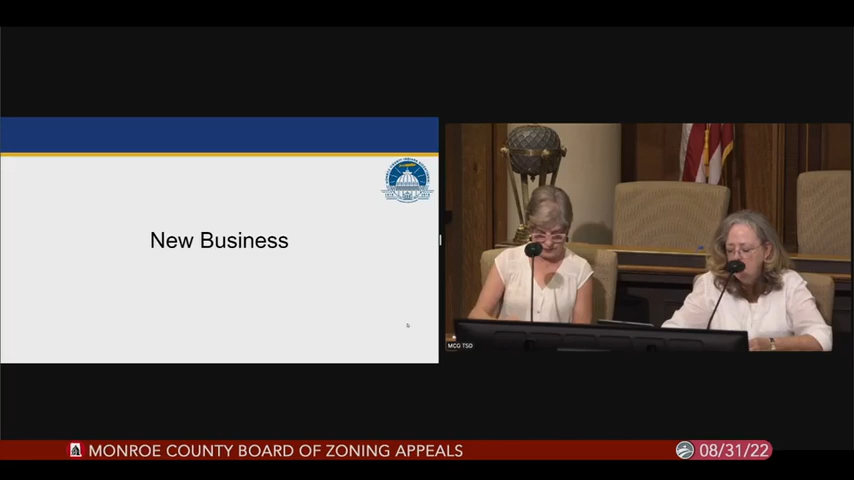 New Business
MCG TSD
MONROE COUNTY BOARD OF ZONING APPEALS
08/31/22